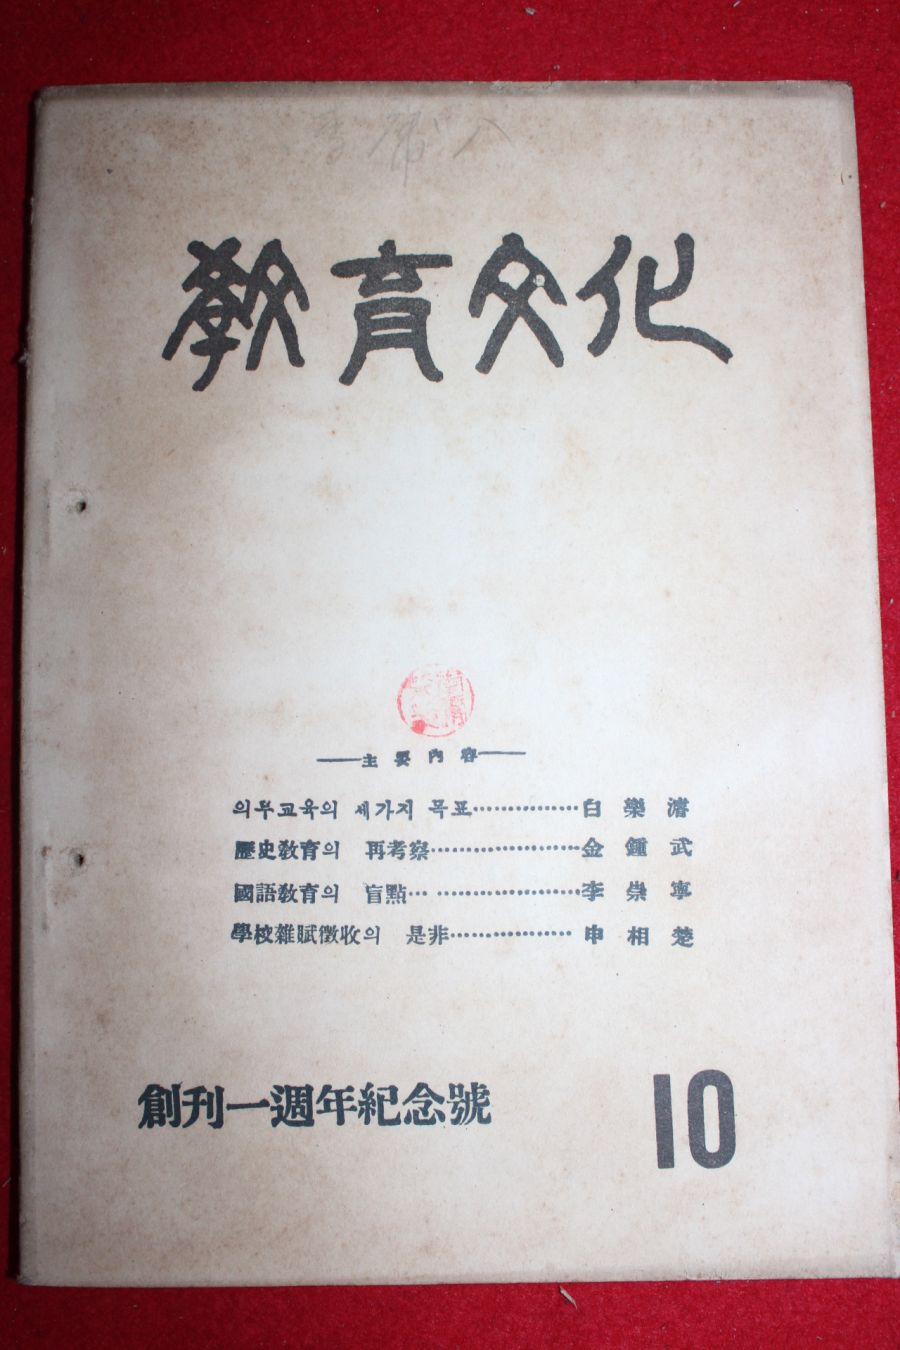 教育文化
主要內容
의무교육의 세가지 목표……………白樂濬
歷史敎育의 再考察…………………金鍾武
國語敎育의 盲點… …………………李崇寧
學校雜賦徵收의 是非……………… 申相楚
創刊一週年紀念號
10